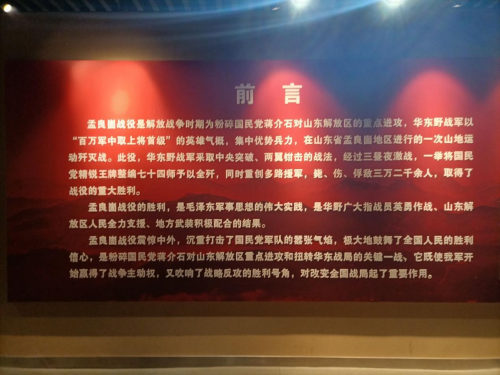 前言
孟良崮战役是解放战争时期为粉碎国民党蒋介石对山东解放区的重点进攻，华东野战军以
“百万军中取上将首级”的英雄气概，集中优势兵力，在山东省孟良崮地区进行的一次山地运
动歼灭战。此役，华东野战军采取中央突破、两翼钳击的战法，经过三昼夜激战，一举将国民
党精锐王牌整编七十四师予以全歼，同时重创多路援军，毙、伤、俘敌三万二千余人，取得了
战役的重大胜利。
孟良崮战役的胜利，是毛泽东军事思想的伟大实践，是华野广大指战员英勇作战、山东解
放区人民全力支援、地方武装积极配合的结果。
孟良崮战役震惊中外，沉重打击了国民党军队的嚣张气焰，极大地鼓舞了全国人民的胜利
信心，是粉碎国民党蒋介石对山东解放区重点进攻和扭转华东战局的关键一战。它既使我军开
始赢得了战争主动权，又吹响了战略反攻的胜利号角，对改变全国战局起了重要作用。